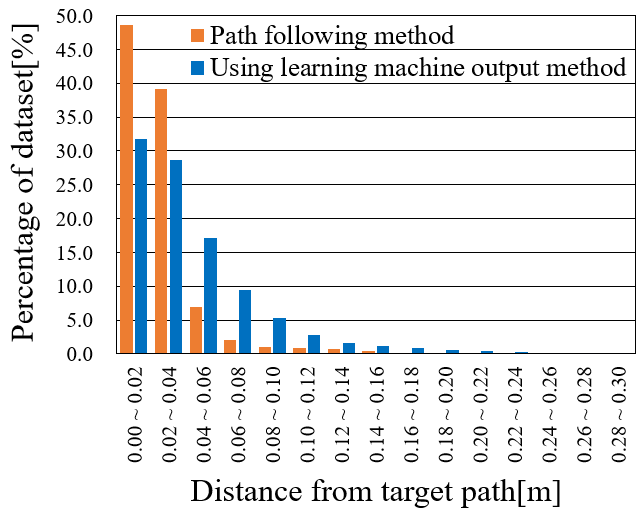 50.0
45.0
40.0
35.0
30.0
25.0
20.0
15.0
10.0
5.0
0.0
Percentage of dataset[%]
Path following method
Using learning machine output method
0.00 ~ 0.02
0.02 ~ 0.04
0.04 ~ 0.06
0.06 ~ 0.08
0.08 ~ 0.10
0.10 ~ 0.12
0.12 ~ 0.14
0.14 ~ 0.16
0.16 ~ 0.18
0.18 ~ 0.20
0.20 ~ 0.22
0.22 ~ 0.24
0.24 ~ 0.26
0.26 ~ 0.28
0.28 ~ 0.30
Distance from target path[m]